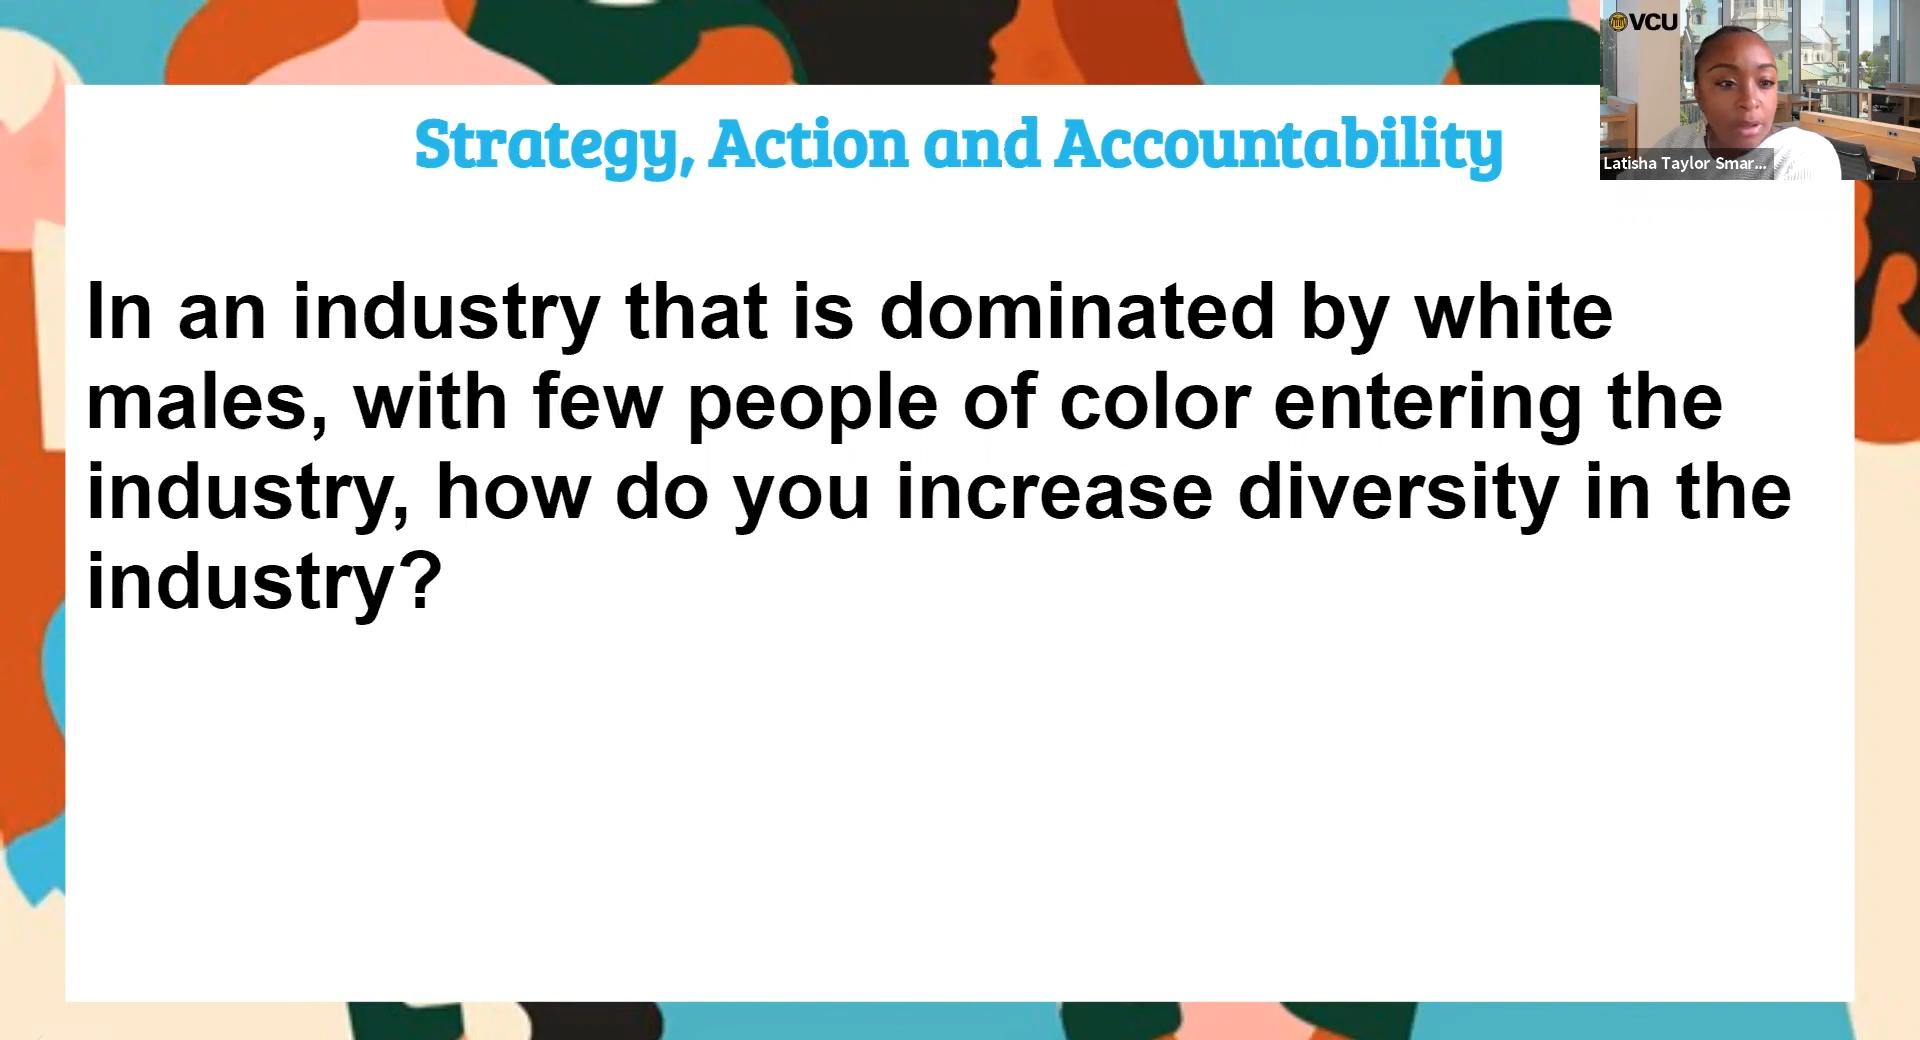 VCU
Strategy, Action and Accountability
Latisha Taylor Smar...
In an industry that is dominated by white
males, with few people of color entering the
industry, how do you increase diversity in the
industry?